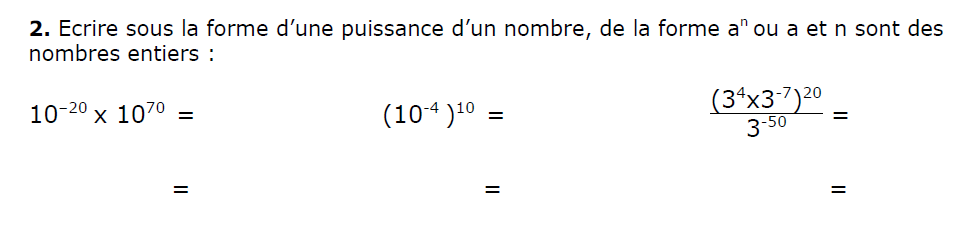 2. Ecrire sous la forme d’une puissance d’un nombre, de la forme aⁿ ou a et n sont des
nombres entiers :
10⁻²⁰ x 10⁷⁰ = (10⁻⁴ )¹⁰ = (3⁴x3⁻⁷)²⁰ / 3⁻⁵⁰ =
= = =